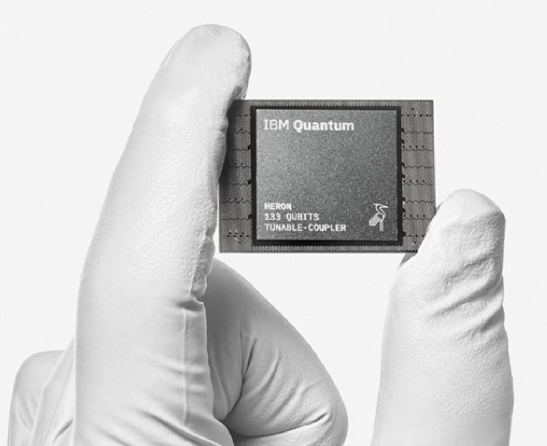 IBM Quantum
HERON
133 QUBITS
TUNABLE-COUPLER